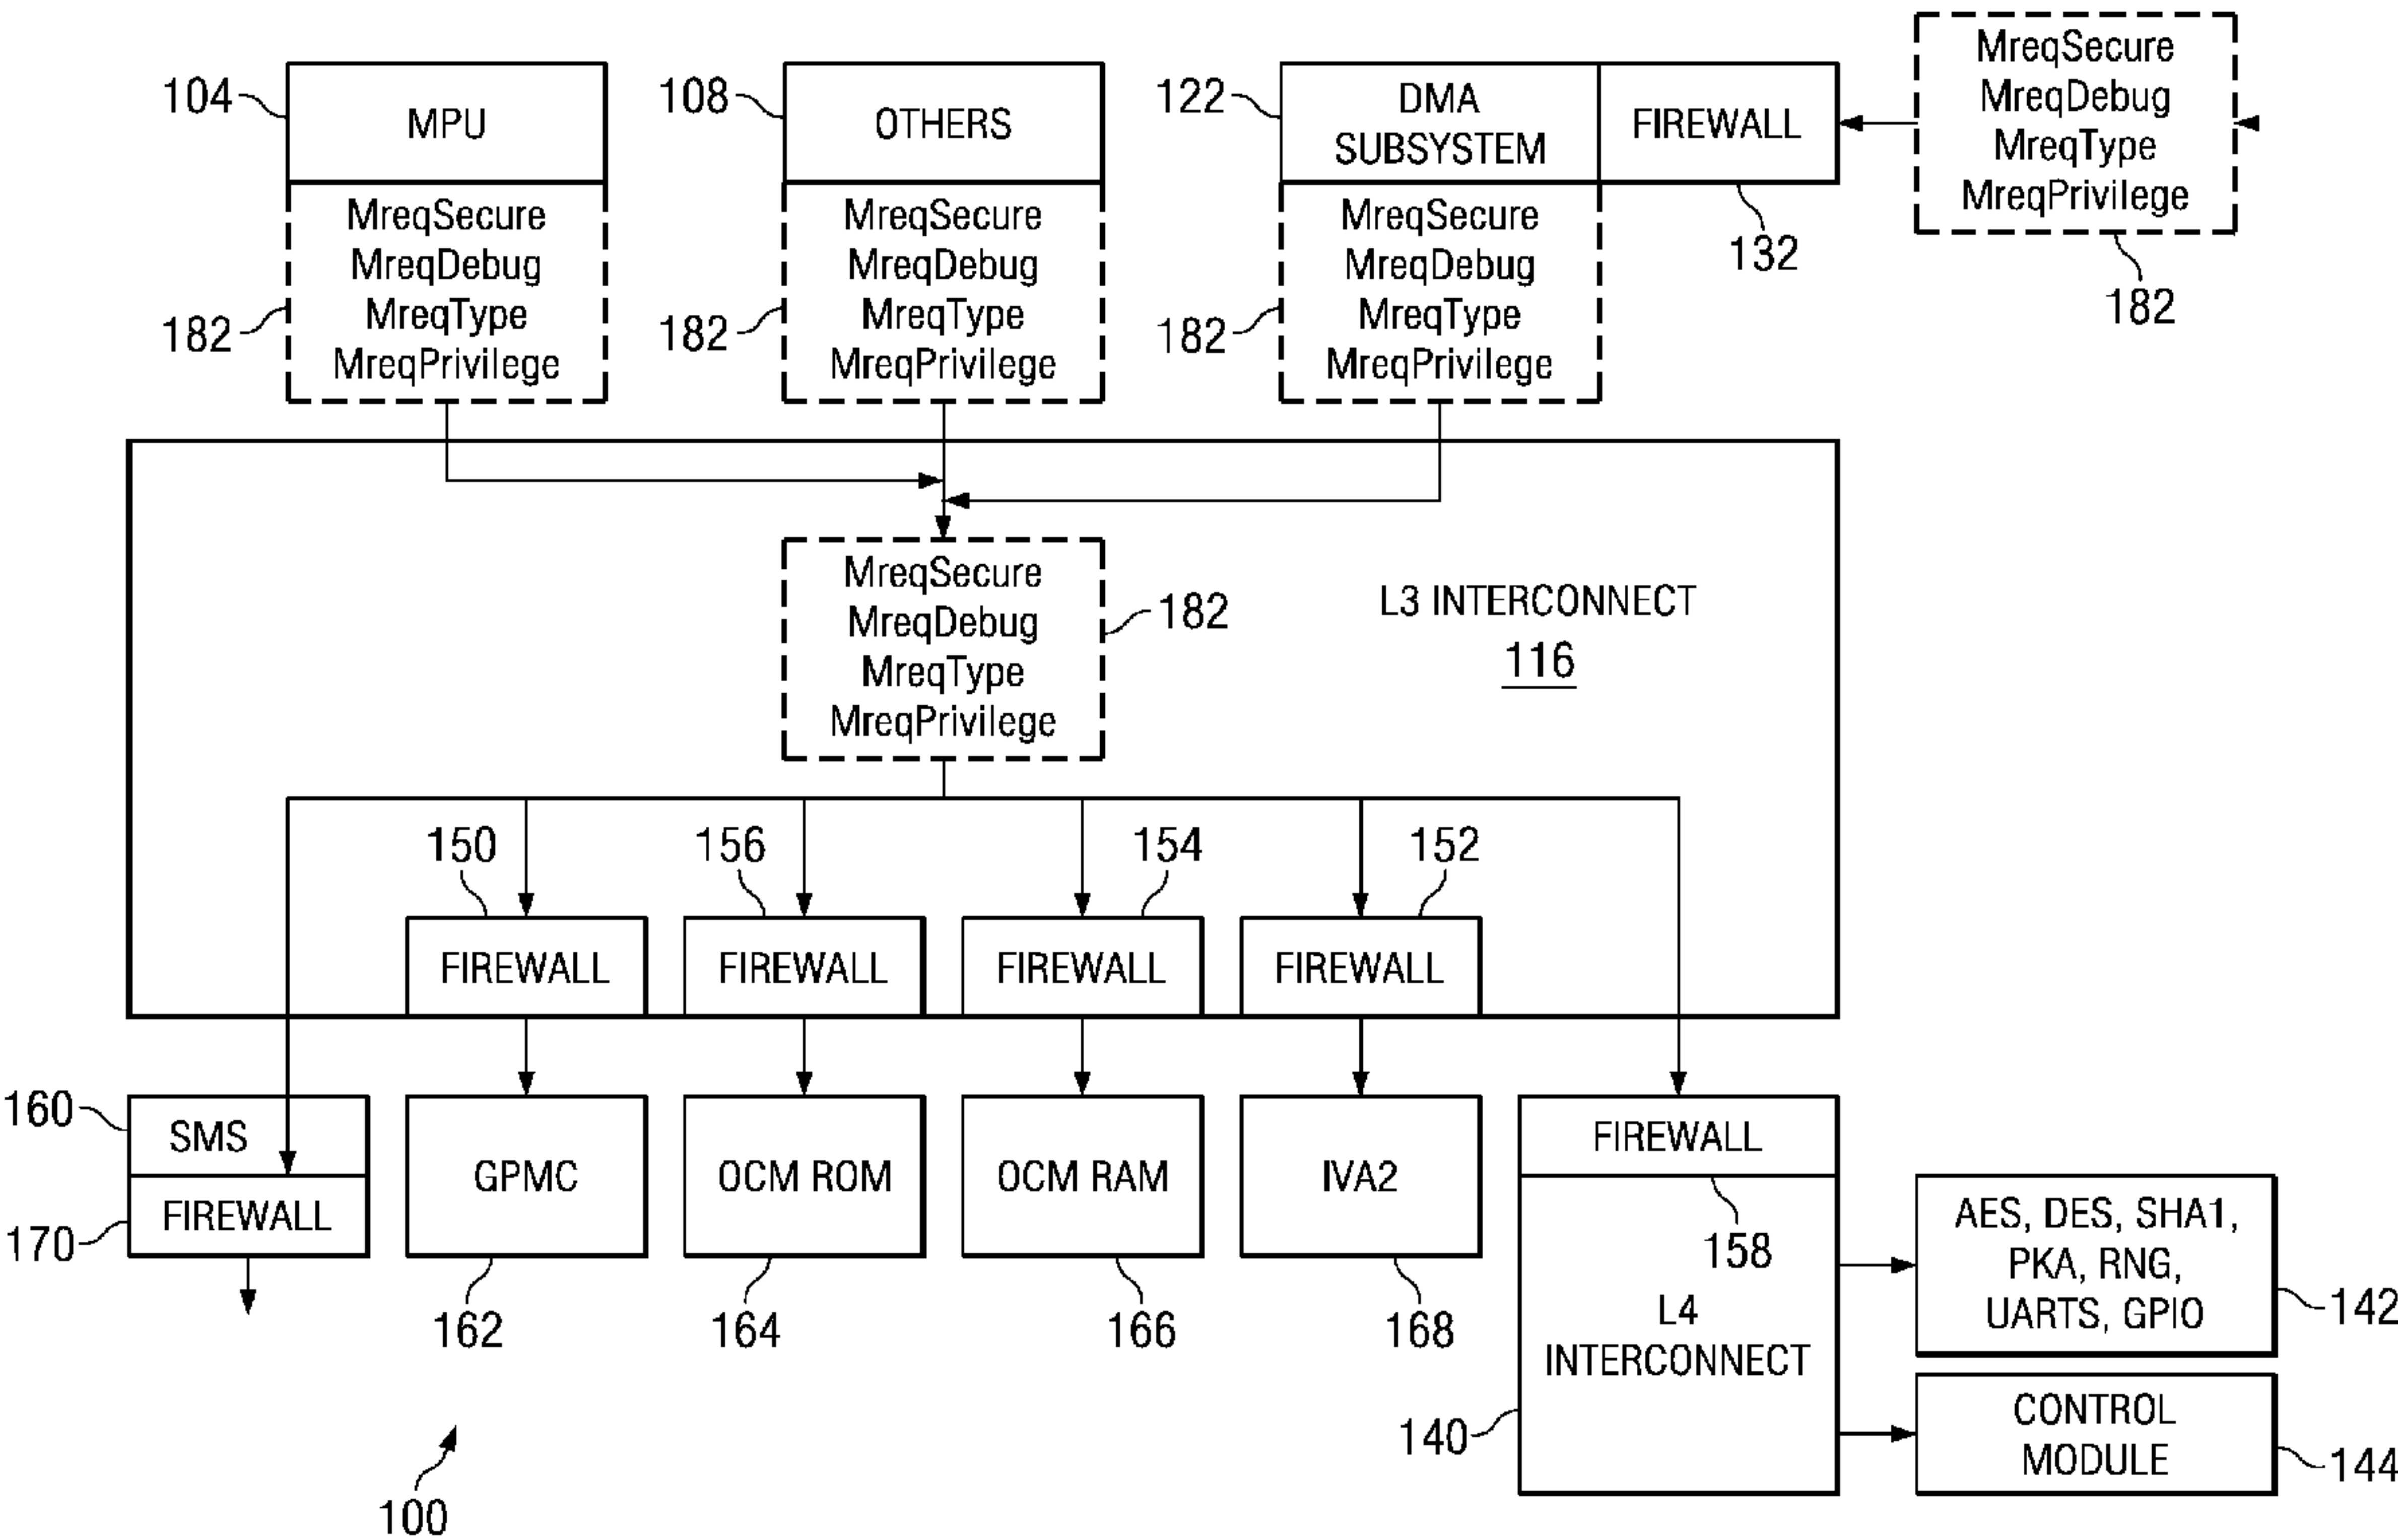 104
MPU
MreqSecure
MreqDebug
MreqType
MreqPrivilege
182
108
OTHERS
MreqSecure
MreqDebug
MreqType
MreqPrivilege
182
122
DMA
SUBSYSTEM
FIREWALL
132
MreqSecure
MreqDebug
MreqType
MreqPrivilege
182
MreqSecure
MreqDebug
MreqType
MreqPrivilege
182
MreqSecure
MreqDebug
MreqType
MreqPrivilege
182
L3 INTERCONNECT
116
150
FIREWALL
156
FIREWALL
154
FIREWALL
152
FIREWALL
160
SMS
FIREWALL
170
GPMC
162
OCM ROM
164
OCM RAM
166
IVA2
168
FIREWALL
158
L4
INTERCONNECT
140
AES, DES, SHA1,
PKA, RNG,
UARTS, GPIO
142
CONTROL
MODULE
144
100